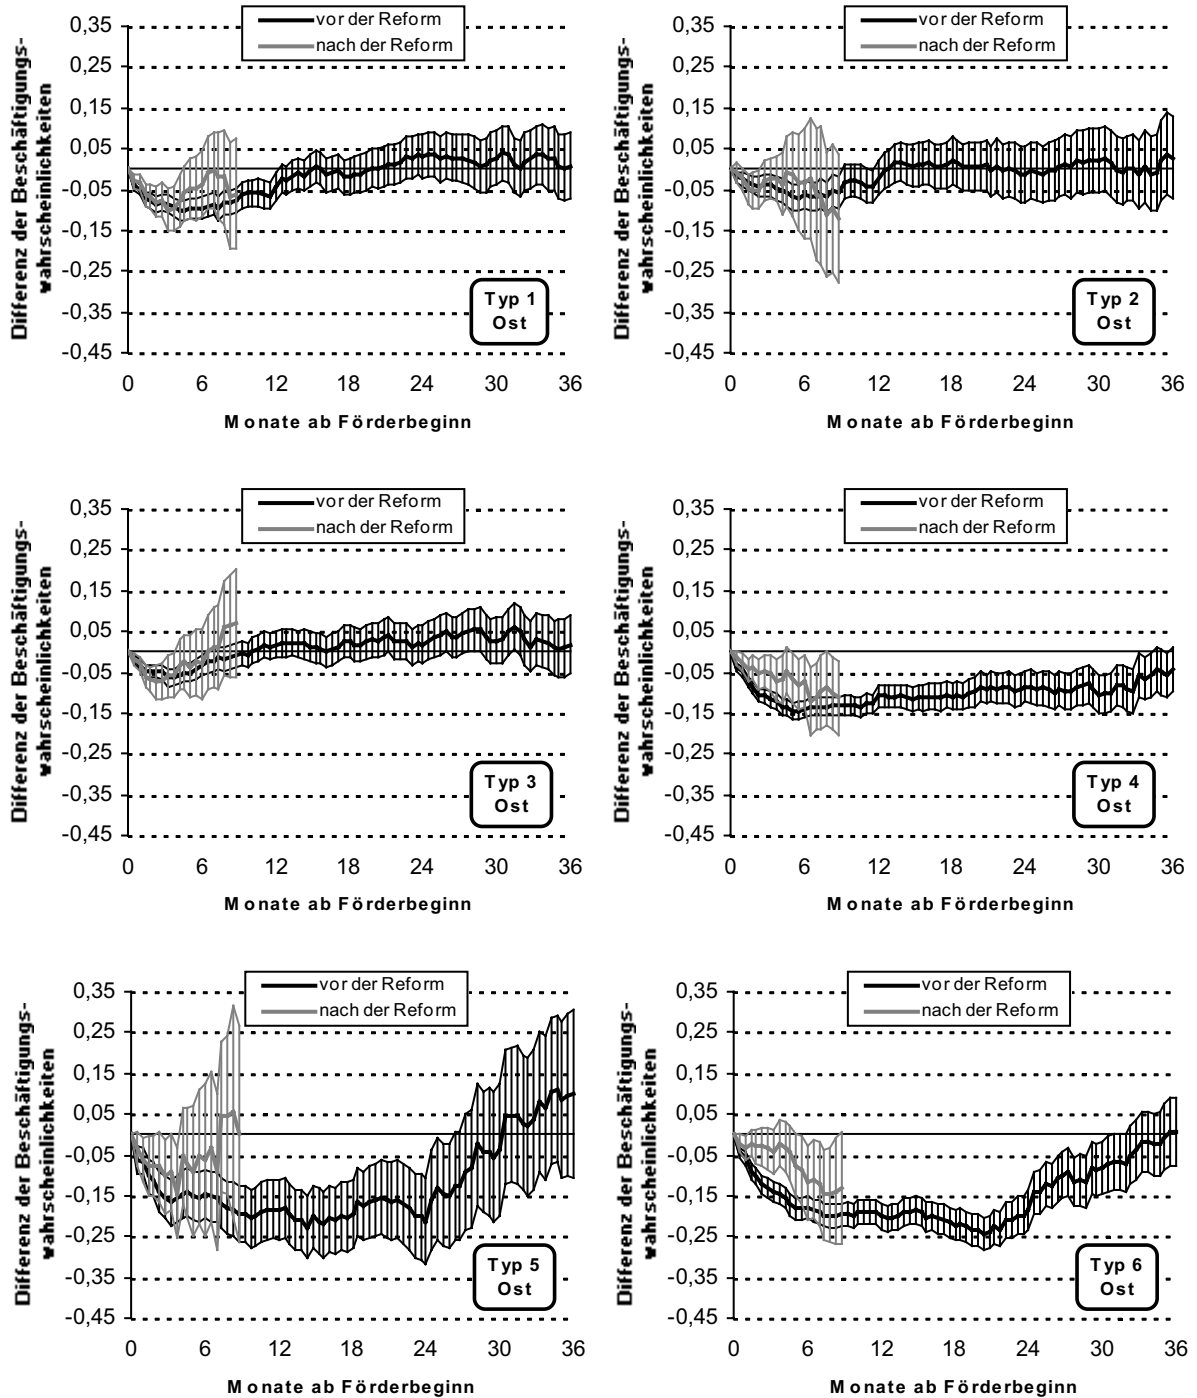 vor der Reform
nach der Reform
Differenz der Beschäftigungs-
wahrscheinlichkeiten
0,35
0,25
0,15
0,05
-0,05
-0,15
-0,25
-0,35
-0,45
Typ 1
Ost
0 6 12 18 24 30 36
Monate ab Förderbeginn
vor der Reform
nach der Reform
Differenz der Beschäftigungs-
wahrscheinlichkeiten
0,35
0,25
0,15
0,05
-0,05
-0,15
-0,25
-0,35
-0,45
Typ 2
Ost
0 6 12 18 24 30 36
Monate ab Förderbeginn
vor der Reform
nach der Reform
Differenz der Beschäftigungs-
wahrscheinlichkeiten
0,35
0,25
0,15
0,05
-0,05
-0,15
-0,25
-0,35
-0,45
Typ 3
Ost
0 6 12 18 24 30 36
Monate ab Förderbeginn
vor der Reform
nach der Reform
Differenz der Beschäftigungs-
wahrscheinlichkeiten
0,35
0,25
0,15
0,05
-0,05
-0,15
-0,25
-0,35
-0,45
Typ 4
Ost
0 6 12 18 24 30 36
Monate ab Förderbeginn
vor der Reform
nach der Reform
Differenz der Beschäftigungs-
wahrscheinlichkeiten
0,35
0,25
0,15
0,05
-0,05
-0,15
-0,25
-0,35
-0,45
Typ 5
Ost
0 6 12 18 24 30 36
Monate ab Förderbeginn
vor der Reform
nach der Reform
Differenz der Beschäftigungs-
wahrscheinlichkeiten
0,35
0,25
0,15
0,05
-0,05
-0,15
-0,25
-0,35
-0,45
Typ 6
Ost
0 6 12 18 24 30 36
Monate ab Förderbeginn